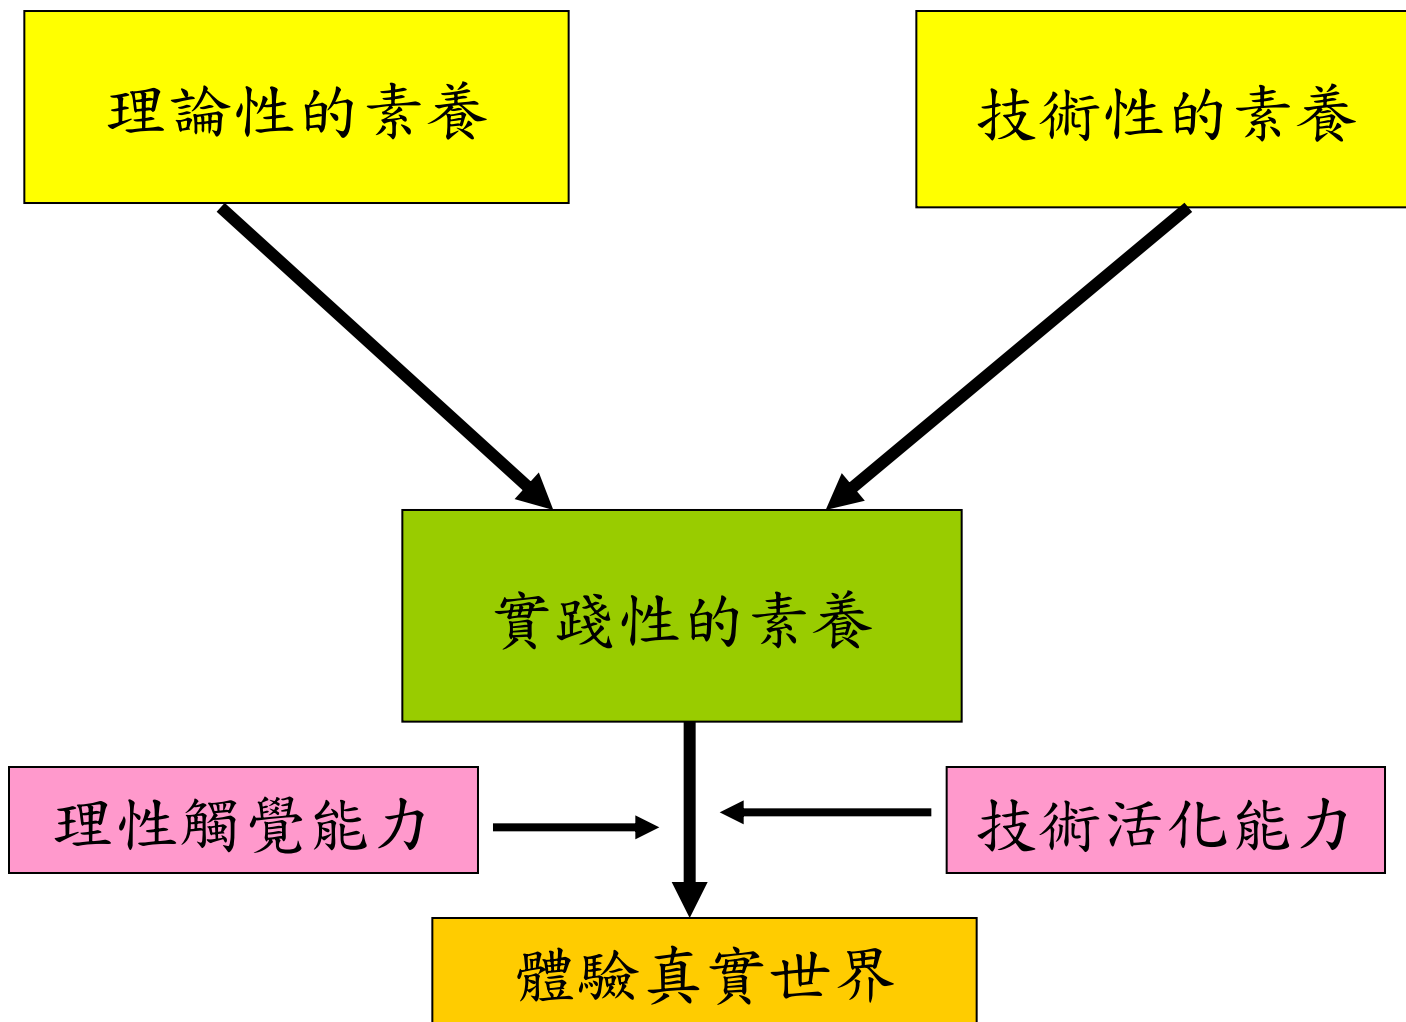 理論性的素養
技術性的素養
實踐性的素養
理性觸覺能力
技術活化能力
體驗真實世界